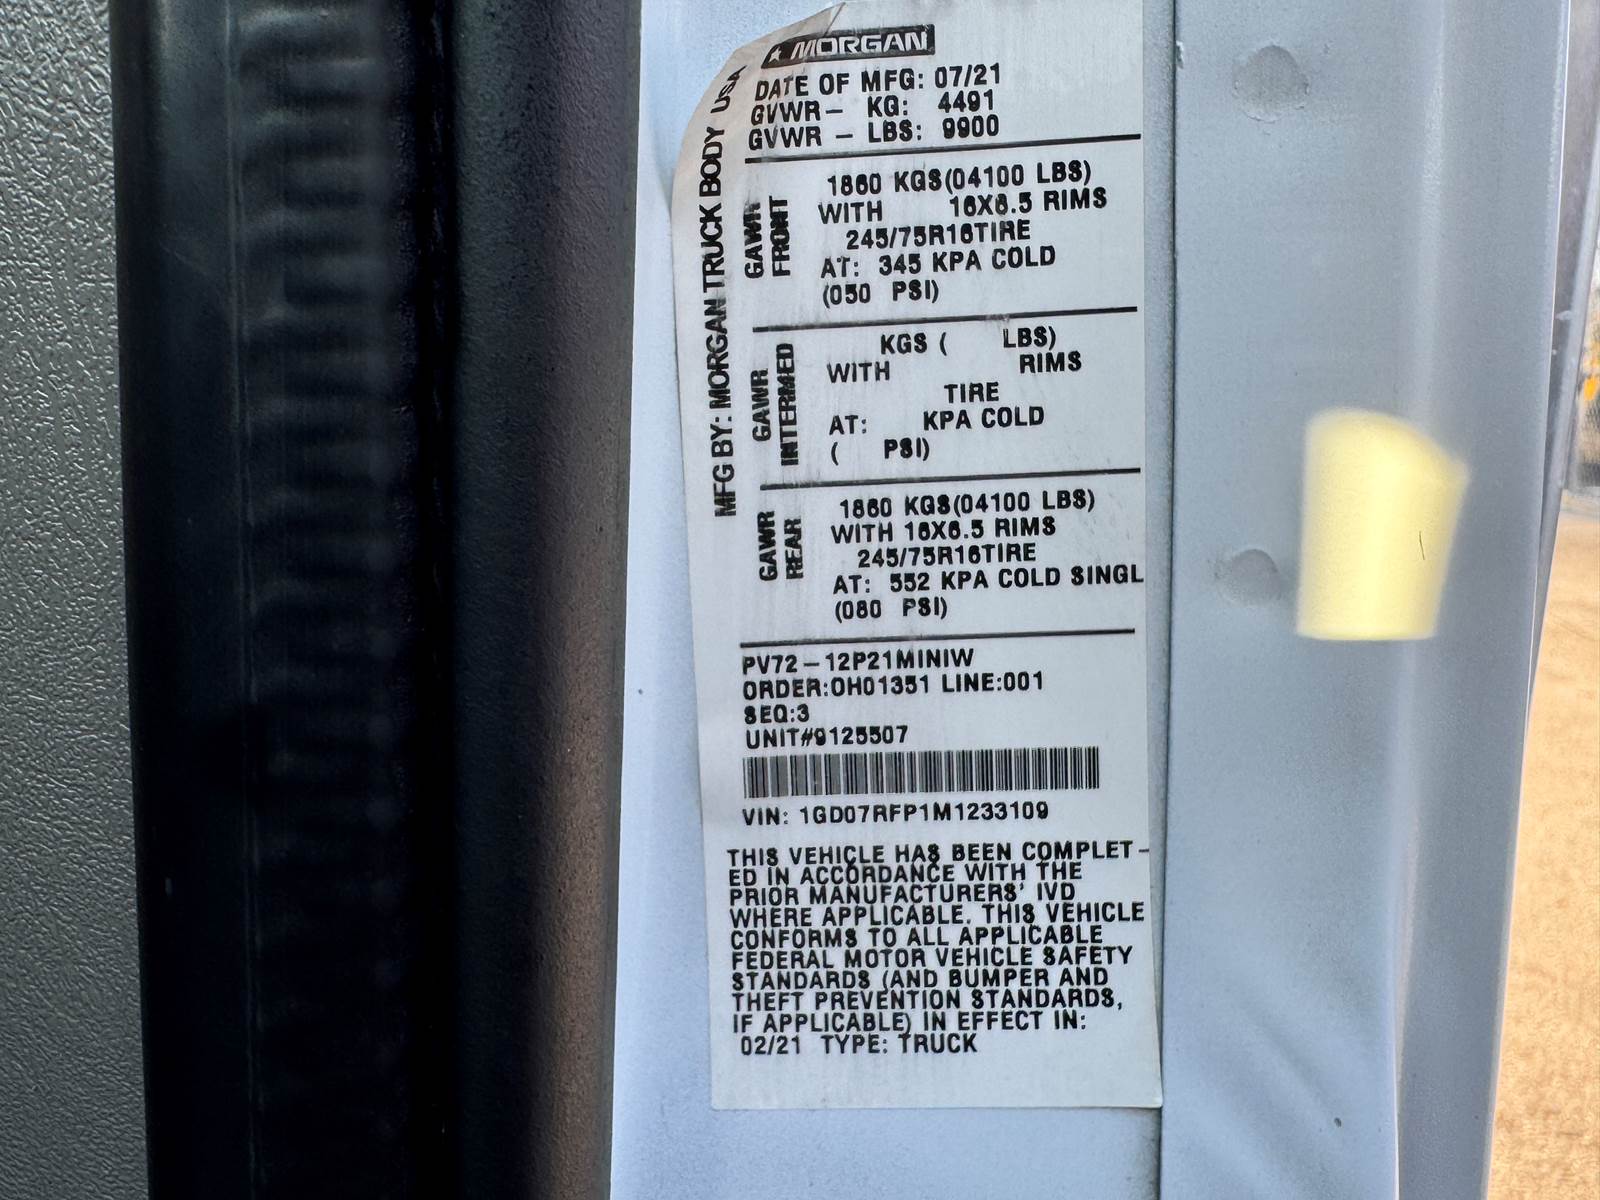 MORGAN
MFG BY: MORGAN TRUCK BODY USA
DATE OF MFG: 07/21
GVWR- KG: 4491
GVWR - LBS: 9900
GAWR FRONT
1860 KGS(04100 LBS)
WITH 16X6.5 RIMS
245/75R16TIRE
AT: 345 KPA COLD
(050 PSI)
GAWR INTERMED
KGS ( LBS)
WITH RIMS
TIRE
AT: KPA COLD
( PSI)
GAWR REAR
1860 KGS(04100 LBS)
WITH 16X6.5 RIMS
245/75R16TIRE
AT: 552 KPA COLD SINGL
(080 PSI)
PV72-12P21MINIW
ORDER:OH01351 LINE:001
SEQ:3
UNIT#9125507
VIN: 1GD07RFP1M1233109
THIS VEHICLE HAS BEEN COMPLET-
ED IN ACCORDANCE WITH THE
PRIOR MANUFACTURERS' IVD
WHERE APPLICABLE. THIS VEHICLE
CONFORMS TO ALL APPLICABLE
FEDERAL MOTOR VEHICLE SAFETY
STANDARDS (AND BUMPER AND
THEFT PREVENTION STANDARDS,
IF APPLICABLE) IN EFFECT IN:
02/21 TYPE: TRUCK